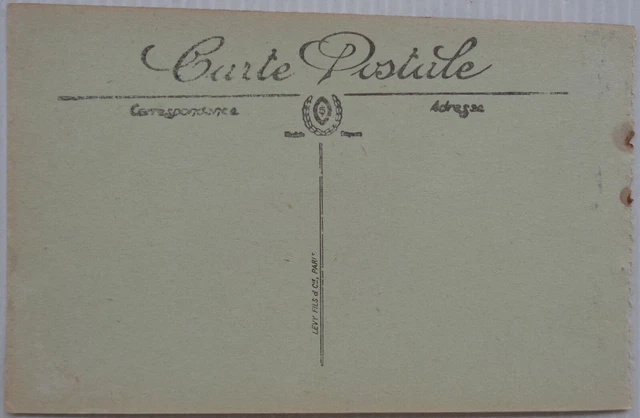 Carte Postale
Correspondance
Adresse
LEVY FILS & Cie, PARIS